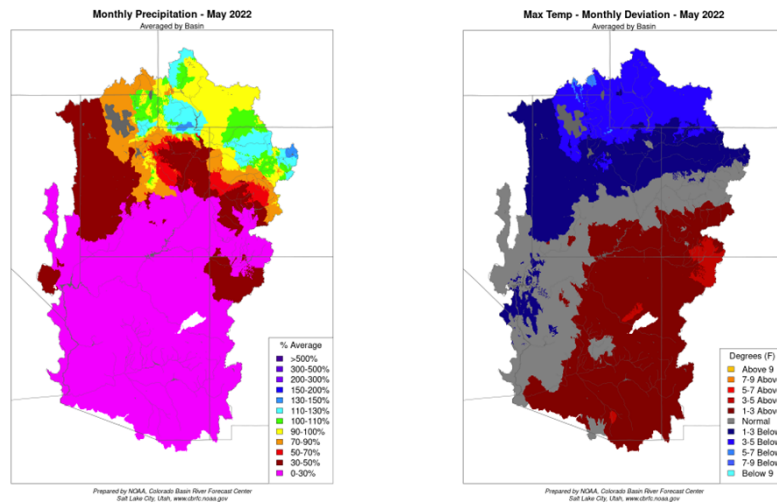 Monthly Precipitation - May 2022
Averaged by Basin
% Average
>500%
300-500%
200-300%
150-200%
130-150%
110-130%
100-110%
90-100%
70-90%
50-70%
30-50%
0-30%
Prepared by NOAA, Colorado Basin River Forecast Center
Salt Lake City, Utah, www.cbrfc.noaa.gov
Max Temp - Monthly Deviation - May 2022
Averaged by Basin
Degrees (F)
Above 9
7-9 Above
5-7 Above
3-5 Above
1-3 Above
Normal
1-3 Below
3-5 Below
5-7 Below
7-9 Below
Below 9
Prepared by NOAA, Colorado Basin River Forecast Center
Salt Lake City, Utah, www.cbrfc.noaa.gov